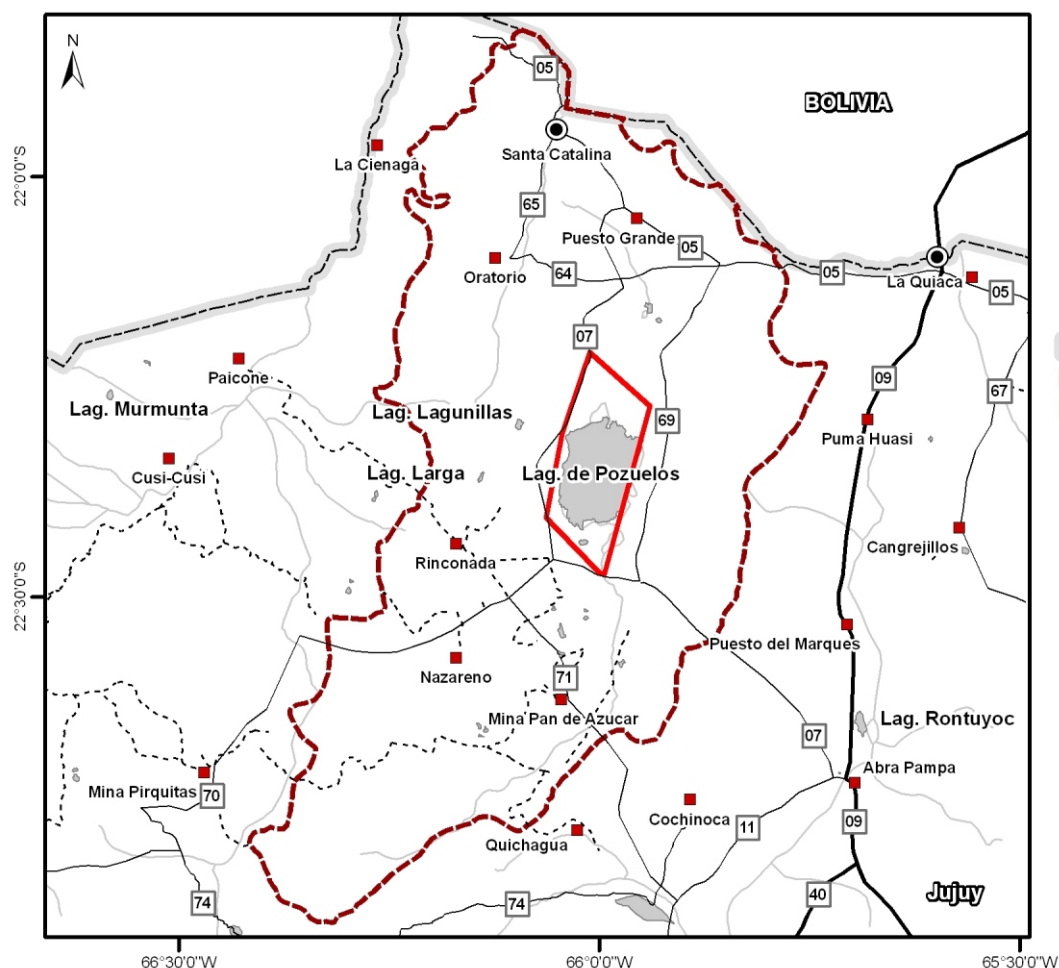 N
05
BOLIVIA
Santa Catalina
La Cienaga
22°0'0"S
65
Puesto Grande
05
Oratorio
64
05
La Quiaca
05
07
Paicone
09
67
Lag. Murmunta
Lag. Lagunillas
69
Puma Huasi
Cusi-Cusi
Lag. Larga
Lag. de Pozuelos
Cangrejillos
Rinconada
22°30'0"S
Puesto del Marques
Nazareno
71
Mina Pan de Azucar
Lag. Rontuyoc
07
Abra Pampa
Mina Pirquitas
70
Cochinoca
11
09
Quichagua
74
74
40
Jujuy
66°30'0"W
66°0'0"W
65°30'0"W